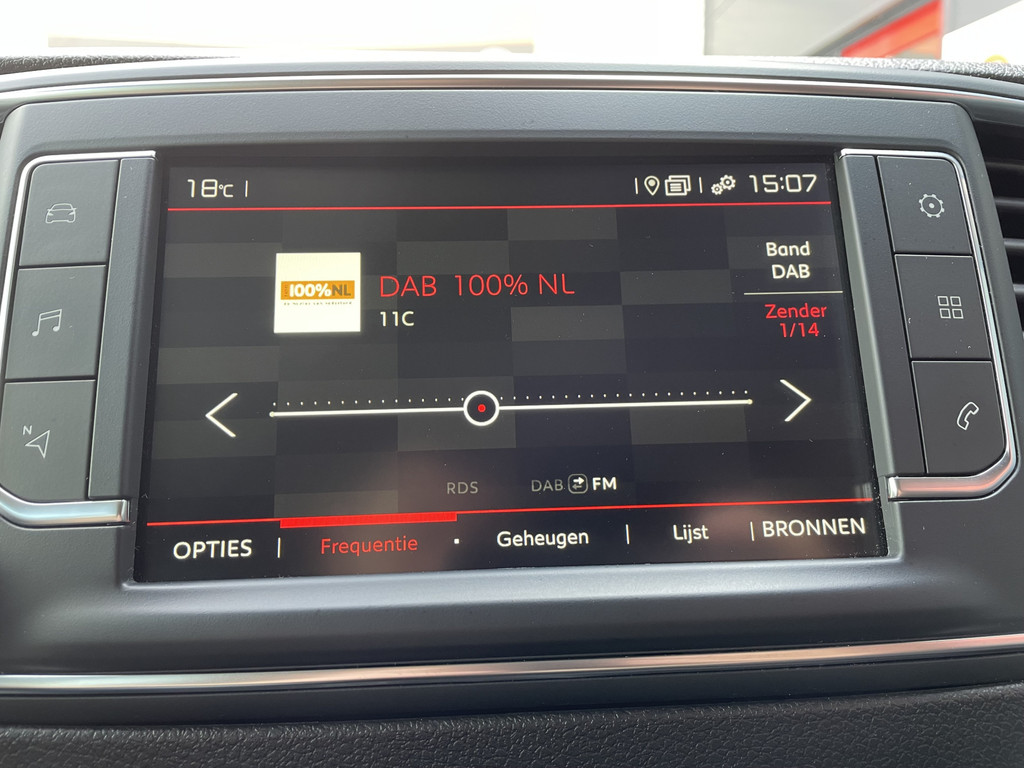 18°C
15:07
Band
DAB
100%NL
DAB 100% NL
11C
Zender
1/14
N
RDS
DAB FM
OPTIES
Frequentie
Geheugen
Lijst
BRONNEN